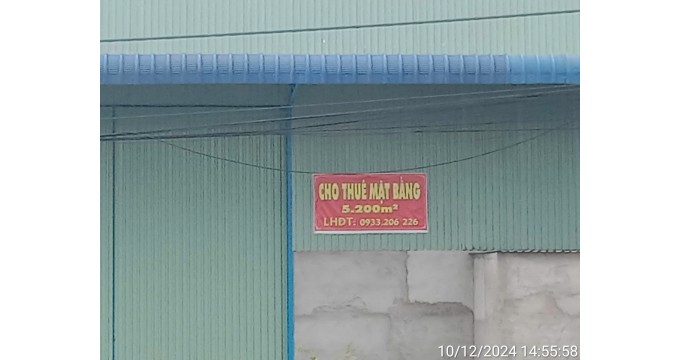 CHO THUÊ MẶT BẰNG
5.200m²
LHĐT: 0933.206 226
10/12/2024 14:55:58